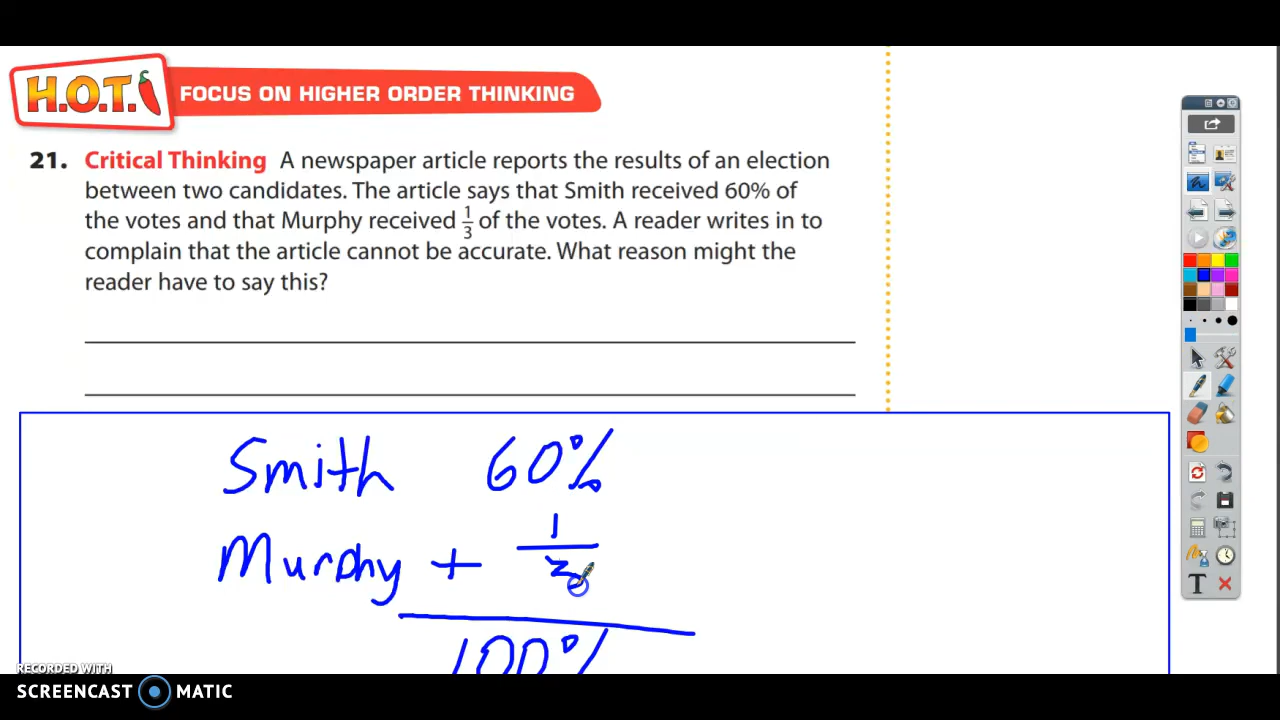 H.O.T.
FOCUS ON HIGHER ORDER THINKING
21. Critical Thinking A newspaper article reports the results of an election
between two candidates. The article says that Smith received 60% of
the votes and that Murphy received 1/3 of the votes. A reader writes in to
complain that the article cannot be accurate. What reason might the
reader have to say this?
Smith 60%
Murphy + 1/3
100%
T
RECORDED WITH
SCREENCAST MATIC